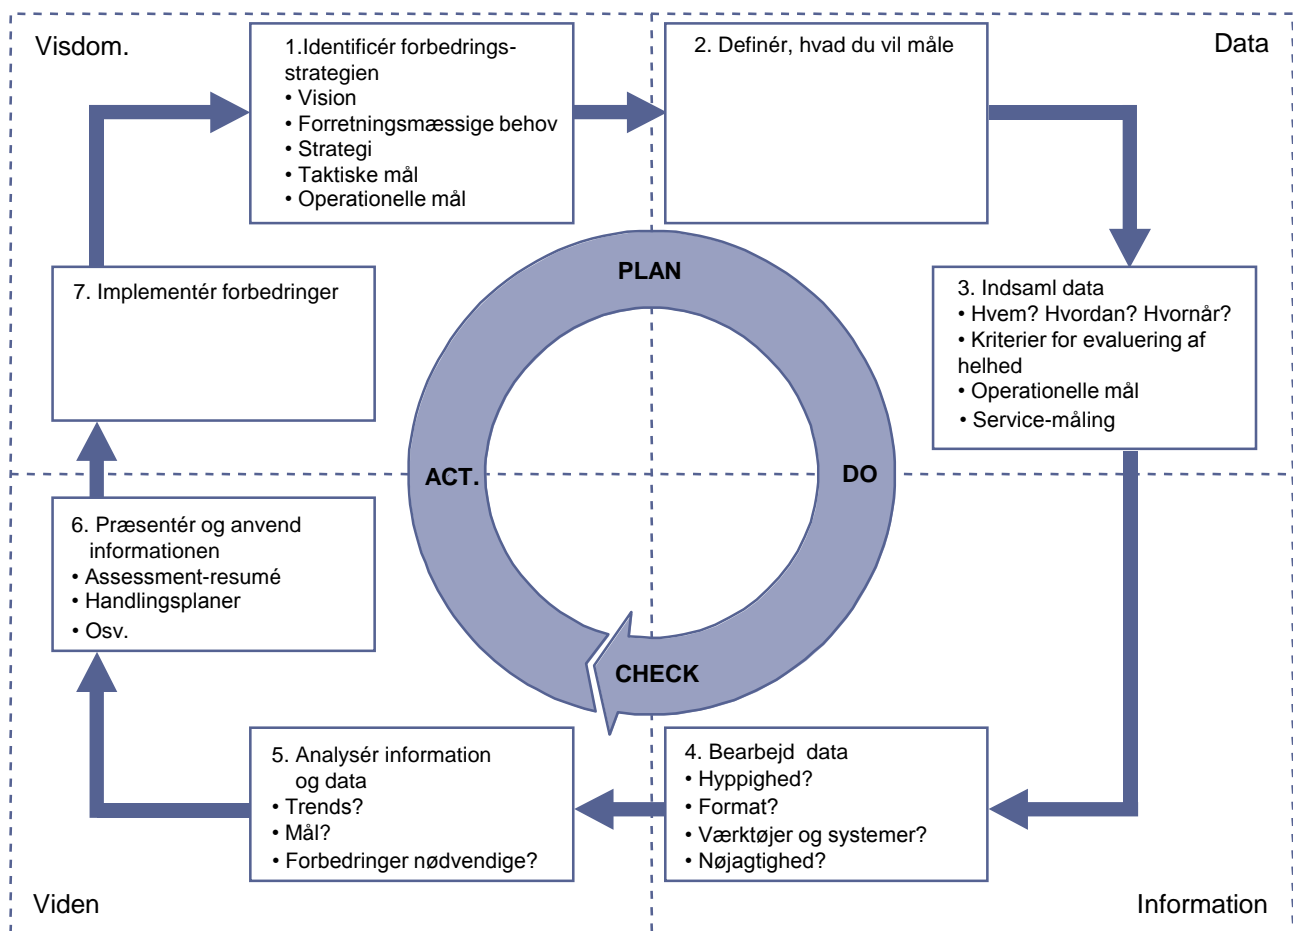 Visdom.
1.Identificér forbedrings-
strategien
• Vision
• Forretningsmæssige behov
• Strategi
• Taktiske mål
• Operationelle mål
2. Definér, hvad du vil måle
Data
3. Indsaml data
• Hvem? Hvordan? Hvornår?
• Kriterier for evaluering af
helhed
• Operationelle mål
• Service-måling
7. Implementér forbedringer
PLAN
DO
CHECK
ACT.
4. Bearbejd data
• Hyppighed?
• Format?
• Værktøjer og systemer?
• Nøjagtighed?
5. Analysér information
og data
• Trends?
• Mål?
• Forbedringer nødvendige?
6. Præsentér og anvend
informationen
• Assessment-resumé
• Handlingsplaner
• Osv.
Viden
Information